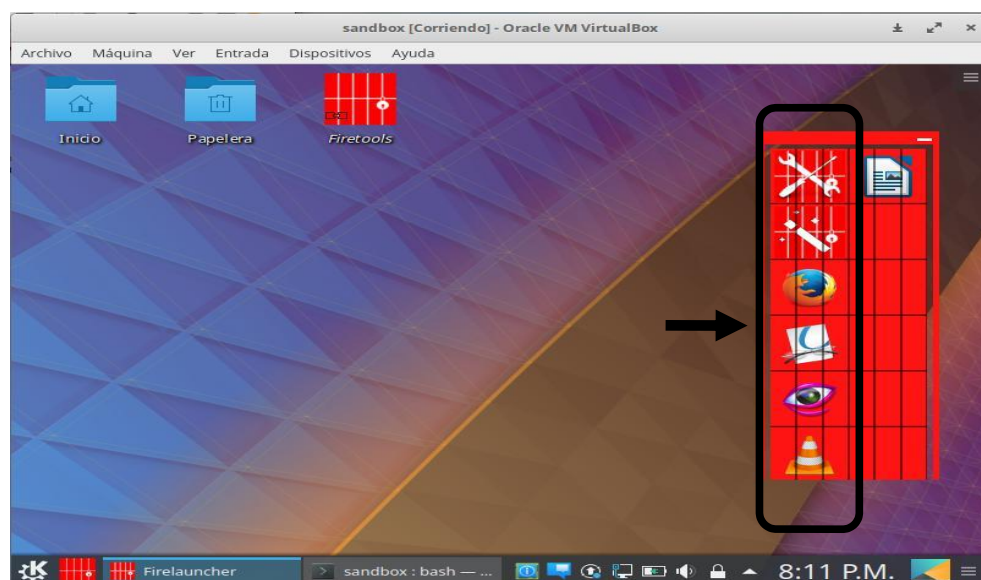 sandbox [Corriendo] - Oracle VM VirtualBox
Archivo Máquina Ver Entrada Dispositivos Ayuda
Inicio Papelera Firetools
Firelauncher sandbox : bash — ... 8:11 P.M.